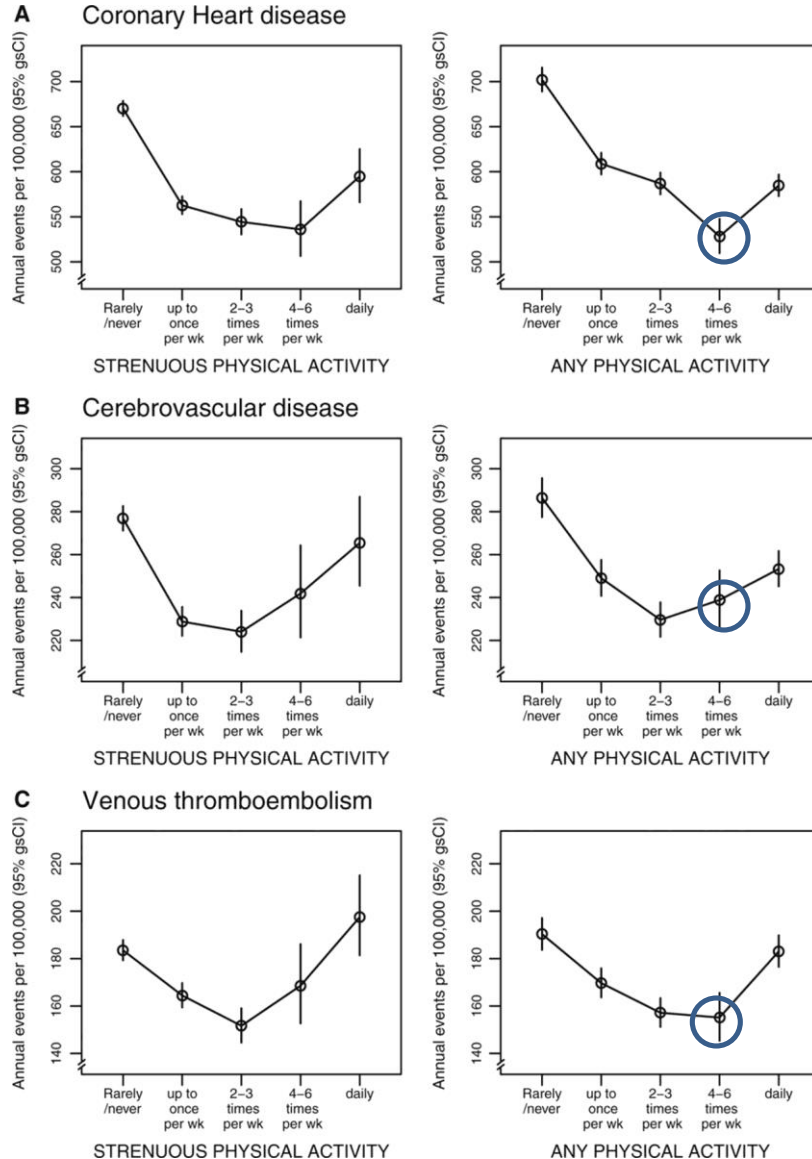 A Coronary Heart disease
Annual events per 100,000 (95% gsCI)
700
650
600
550
500
Rarely
/never
up to
once
per wk
2–3
times
per wk
4–6
times
per wk
daily
STRENUOUS PHYSICAL ACTIVITY
Annual events per 100,000 (95% gsCI)
700
650
600
550
500
Rarely
/never
up to
once
per wk
2–3
times
per wk
4–6
times
per wk
daily
ANY PHYSICAL ACTIVITY
B Cerebrovascular disease
Annual events per 100,000 (95% gsCI)
300
280
260
240
220
Rarely
/never
up to
once
per wk
2–3
times
per wk
4–6
times
per wk
daily
STRENUOUS PHYSICAL ACTIVITY
Annual events per 100,000 (95% gsCI)
300
280
260
240
220
Rarely
/never
up to
once
per wk
2–3
times
per wk
4–6
times
per wk
daily
ANY PHYSICAL ACTIVITY
C Venous thromboembolism
Annual events per 100,000 (95% gsCI)
220
200
180
160
140
Rarely
/never
up to
once
per wk
2–3
times
per wk
4–6
times
per wk
daily
STRENUOUS PHYSICAL ACTIVITY
Annual events per 100,000 (95% gsCI)
220
200
180
160
140
Rarely
/never
up to
once
per wk
2–3
times
per wk
4–6
times
per wk
daily
ANY PHYSICAL ACTIVITY